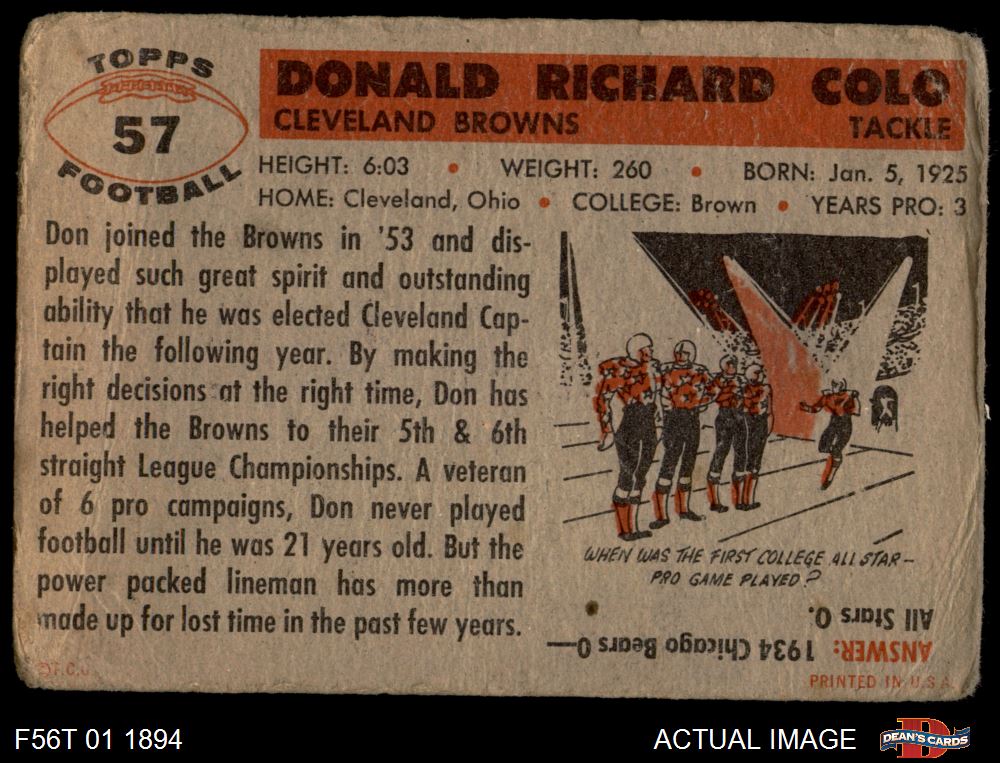 TOPPS
57
FOOTBALL
DONALD RICHARD COLO
CLEVELAND BROWNS TACKLE
HEIGHT: 6:03 • WEIGHT: 260 • BORN: Jan. 5, 1925
HOME: Cleveland, Ohio • COLLEGE: Brown • YEARS PRO: 3
Don joined the Browns in '53 and dis-
played such great spirit and outstanding
ability that he was elected Cleveland Cap-
tain the following year. By making the
right decisions at the right time, Don has
helped the Browns to their 5th & 6th
straight League Championships. A veteran
of 6 pro campaigns, Don never played
football until he was 21 years old. But the
power packed lineman has more than
made up for lost time in the past few years.
©T.C.G.
WHEN WAS THE FIRST COLLEGE ALL STAR-
PRO GAME PLAYED?
ANSWER: 1934 Chicago Bears 0—
All Stars 0.
PRINTED IN U.S.A.
F56T 01 1894
ACTUAL IMAGE
D
DEAN'S CARDS